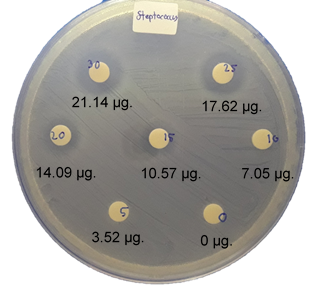 Streptococcus
30
25
21.14 µg.
17.62 µg.
20
15
10
14.09 µg.
10.57 µg.
7.05 µg.
5
0
3.52 µg.
0 µg.